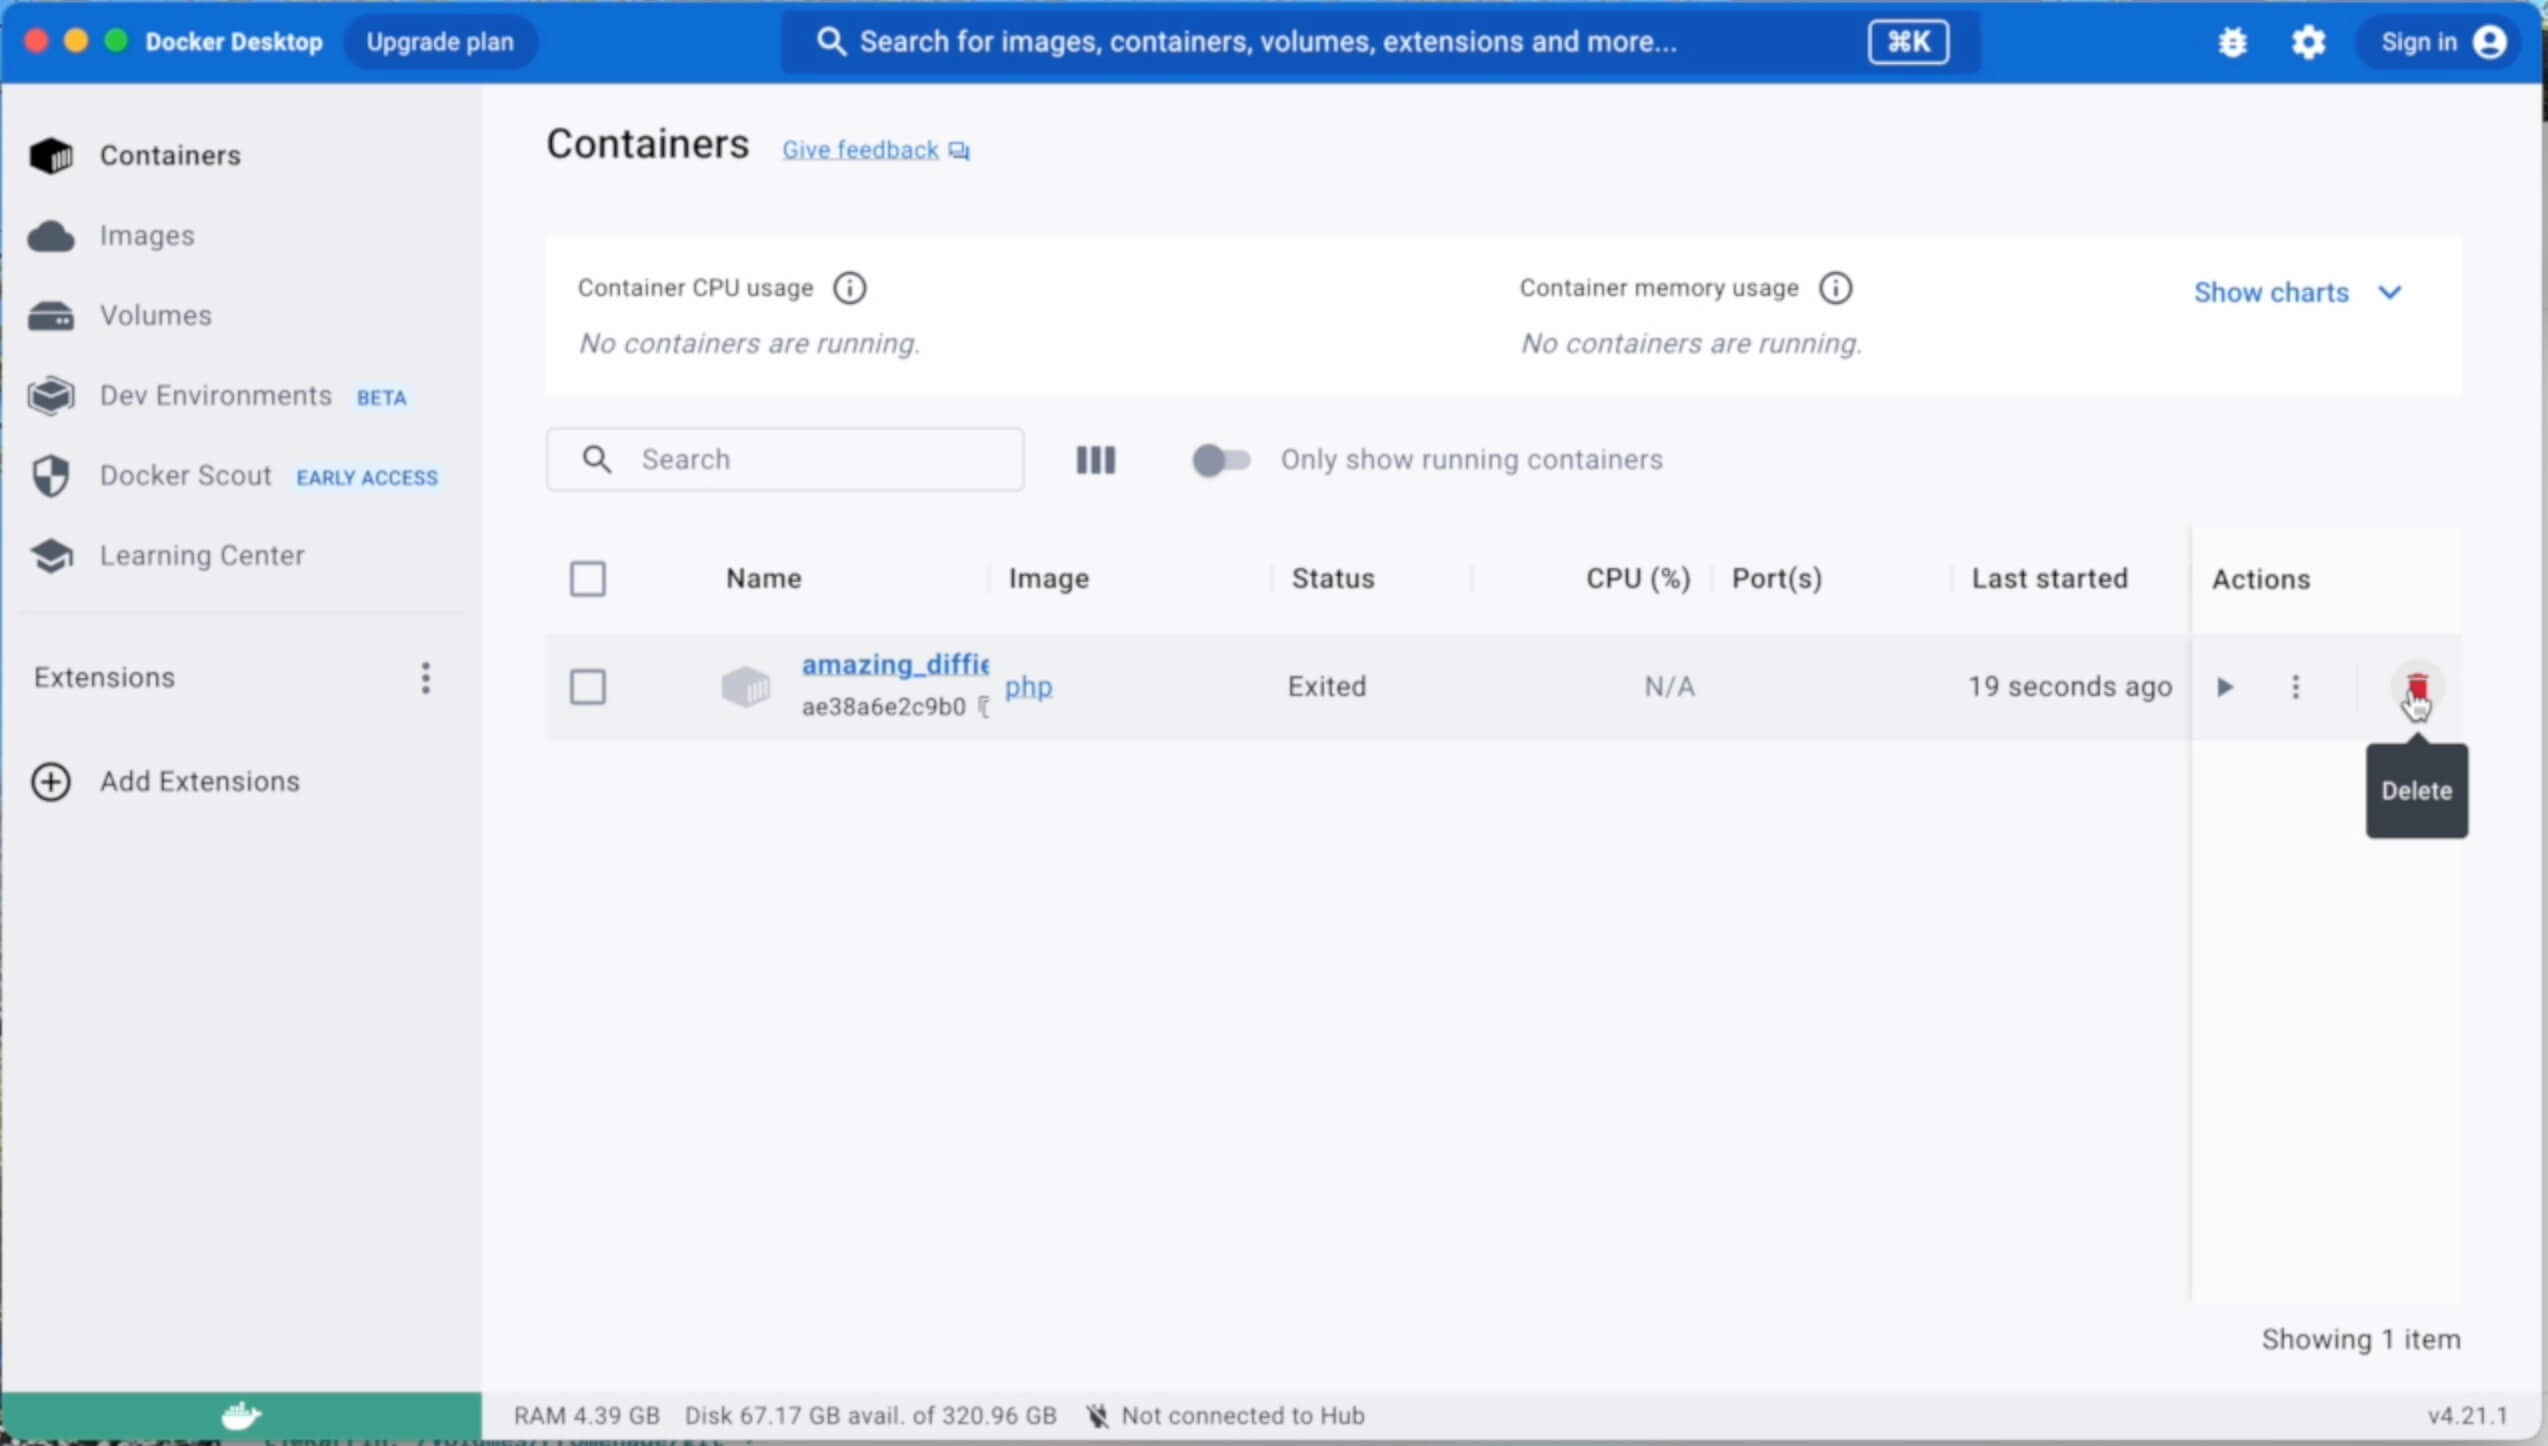 Docker Desktop Upgrade plan Search for images, containers, volumes, extensions and more... ⌘K Sign in
Containers
Images
Volumes
Dev Environments BETA
Docker Scout EARLY ACCESS
Learning Center
Extensions
Add Extensions
Containers Give feedback
Container CPU usage
No containers are running.
Container memory usage
No containers are running.
Show charts
Search
Only show running containers
Name Image Status CPU (%) Port(s) Last started Actions
amazing_diffie
ae38a6e2c9b0
php Exited N/A 19 seconds ago
Delete
Showing 1 item
RAM 4.39 GB Disk 67.17 GB avail. of 320.96 GB Not connected to Hub v4.21.1